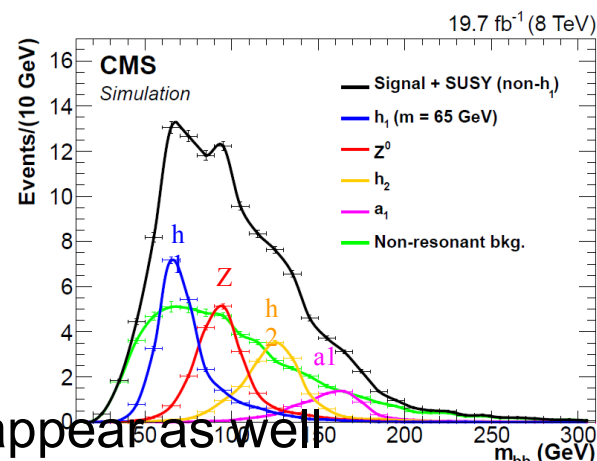 19.7 fb⁻¹ (8 TeV)
CMS
Simulation
Events/(10 GeV)
16
14
12
10
8
6
4
2
0
Signal + SUSY (non-h₁)
h₁ (m = 65 GeV)
Z⁰
h₂
a₁
Non-resonant bkg.
h
1
Z
h
2
a1
appear as well
50 100 150 200 250 300
m_bb (GeV)